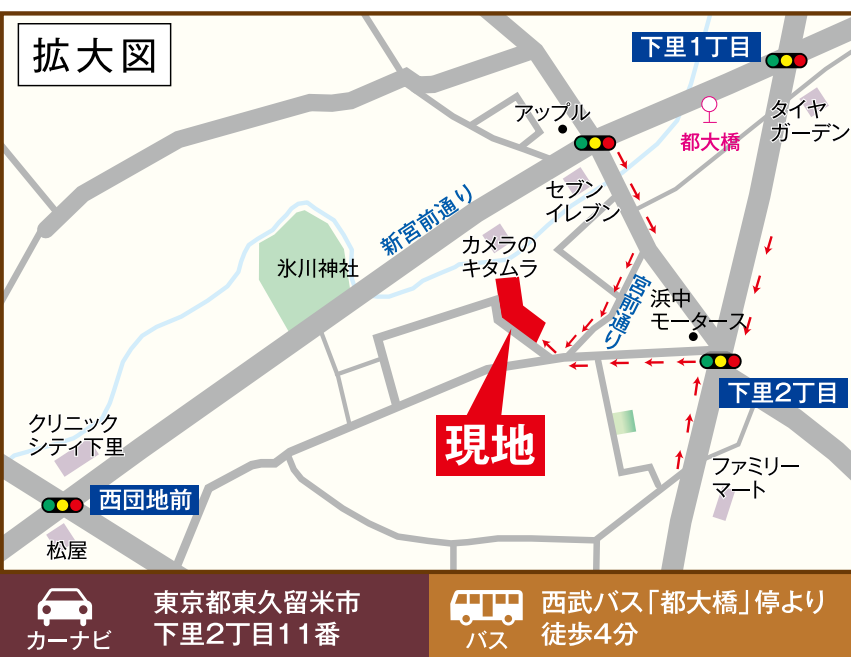 拡大図
下里1丁目
アップル
都大橋
タイヤ
ガーデン
セブン
イレブン
新宮前通り
カメラの
キタムラ
氷川神社
宮前通り
浜中
モータース
下里2丁目
現地
クリニック
シティ下里
西団地前
ファミリー
マート
松屋
カーナビ
東京都東久留米市
下里2丁目11番
バス
西武バス「都大橋」停より
徒歩4分